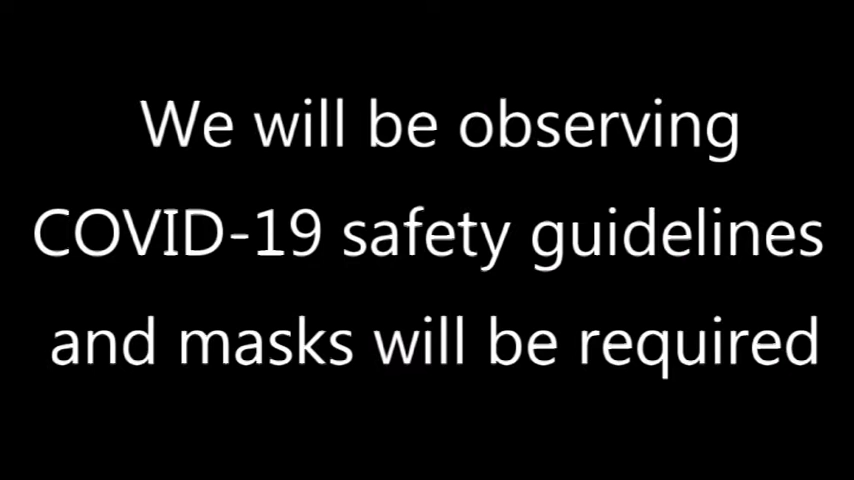 We will be observing
COVID-19 safety guidelines
and masks will be required